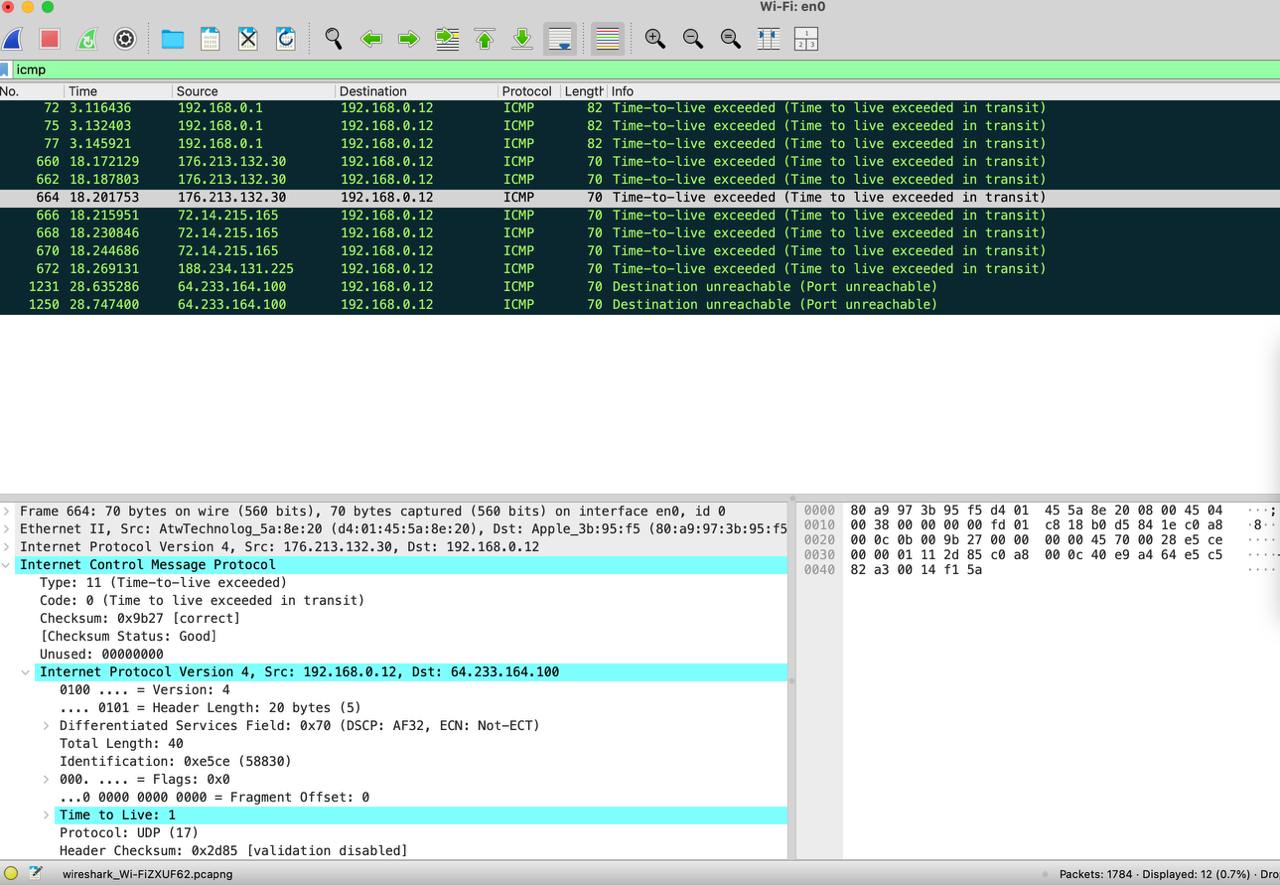 Wi-Fi: en0
1
2 3
icmp
No. Time Source Destination Protocol Length Info
72 3.116436 192.168.0.1 192.168.0.12 ICMP 82 Time-to-live exceeded (Time to live exceeded in transit)
75 3.132403 192.168.0.1 192.168.0.12 ICMP 82 Time-to-live exceeded (Time to live exceeded in transit)
77 3.145921 192.168.0.1 192.168.0.12 ICMP 82 Time-to-live exceeded (Time to live exceeded in transit)
660 18.172129 176.213.132.30 192.168.0.12 ICMP 70 Time-to-live exceeded (Time to live exceeded in transit)
662 18.187803 176.213.132.30 192.168.0.12 ICMP 70 Time-to-live exceeded (Time to live exceeded in transit)
664 18.201753 176.213.132.30 192.168.0.12 ICMP 70 Time-to-live exceeded (Time to live exceeded in transit)
666 18.215951 72.14.215.165 192.168.0.12 ICMP 70 Time-to-live exceeded (Time to live exceeded in transit)
668 18.230846 72.14.215.165 192.168.0.12 ICMP 70 Time-to-live exceeded (Time to live exceeded in transit)
670 18.244686 72.14.215.165 192.168.0.12 ICMP 70 Time-to-live exceeded (Time to live exceeded in transit)
672 18.269131 188.234.131.225 192.168.0.12 ICMP 70 Time-to-live exceeded (Time to live exceeded in transit)
1231 28.635286 64.233.164.100 192.168.0.12 ICMP 70 Destination unreachable (Port unreachable)
1250 28.747400 64.233.164.100 192.168.0.12 ICMP 70 Destination unreachable (Port unreachable)
Frame 664: 70 bytes on wire (560 bits), 70 bytes captured (560 bits) on interface en0, id 0
Ethernet II, Src: AtwTechnolog_5a:8e:20 (d4:01:45:5a:8e:20), Dst: Apple_3b:95:f5 (80:a9:97:3b:95:f5
Internet Protocol Version 4, Src: 176.213.132.30, Dst: 192.168.0.12
Internet Control Message Protocol
Type: 11 (Time-to-live exceeded)
Code: 0 (Time to live exceeded in transit)
Checksum: 0x9b27 [correct]
[Checksum Status: Good]
Unused: 00000000
Internet Protocol Version 4, Src: 192.168.0.12, Dst: 64.233.164.100
0100 .... = Version: 4
.... 0101 = Header Length: 20 bytes (5)
Differentiated Services Field: 0x70 (DSCP: AF32, ECN: Not-ECT)
Total Length: 40
Identification: 0xe5ce (58830)
000. .... = Flags: 0x0
...0 0000 0000 0000 = Fragment Offset: 0
Time to Live: 1
Protocol: UDP (17)
Header Checksum: 0x2d85 [validation disabled]
0000 80 a9 97 3b 95 f5 d4 01 45 5a 8e 20 08 00 45 04 ···;
0010 00 38 00 00 00 00 fd 01 c8 18 b0 d5 84 1e c0 a8 ·8··
0020 00 0c 0b 00 9b 27 00 00 00 00 45 70 00 28 e5 ce ····
0030 00 00 01 11 2d 85 c0 a8 00 0c 40 e9 a4 64 e5 c5 ····-
0040 82 a3 00 14 f1 5a ····
wireshark_Wi-FiZXUF62.pcapng
Packets: 1784 · Displayed: 12 (0.7%) · Dro